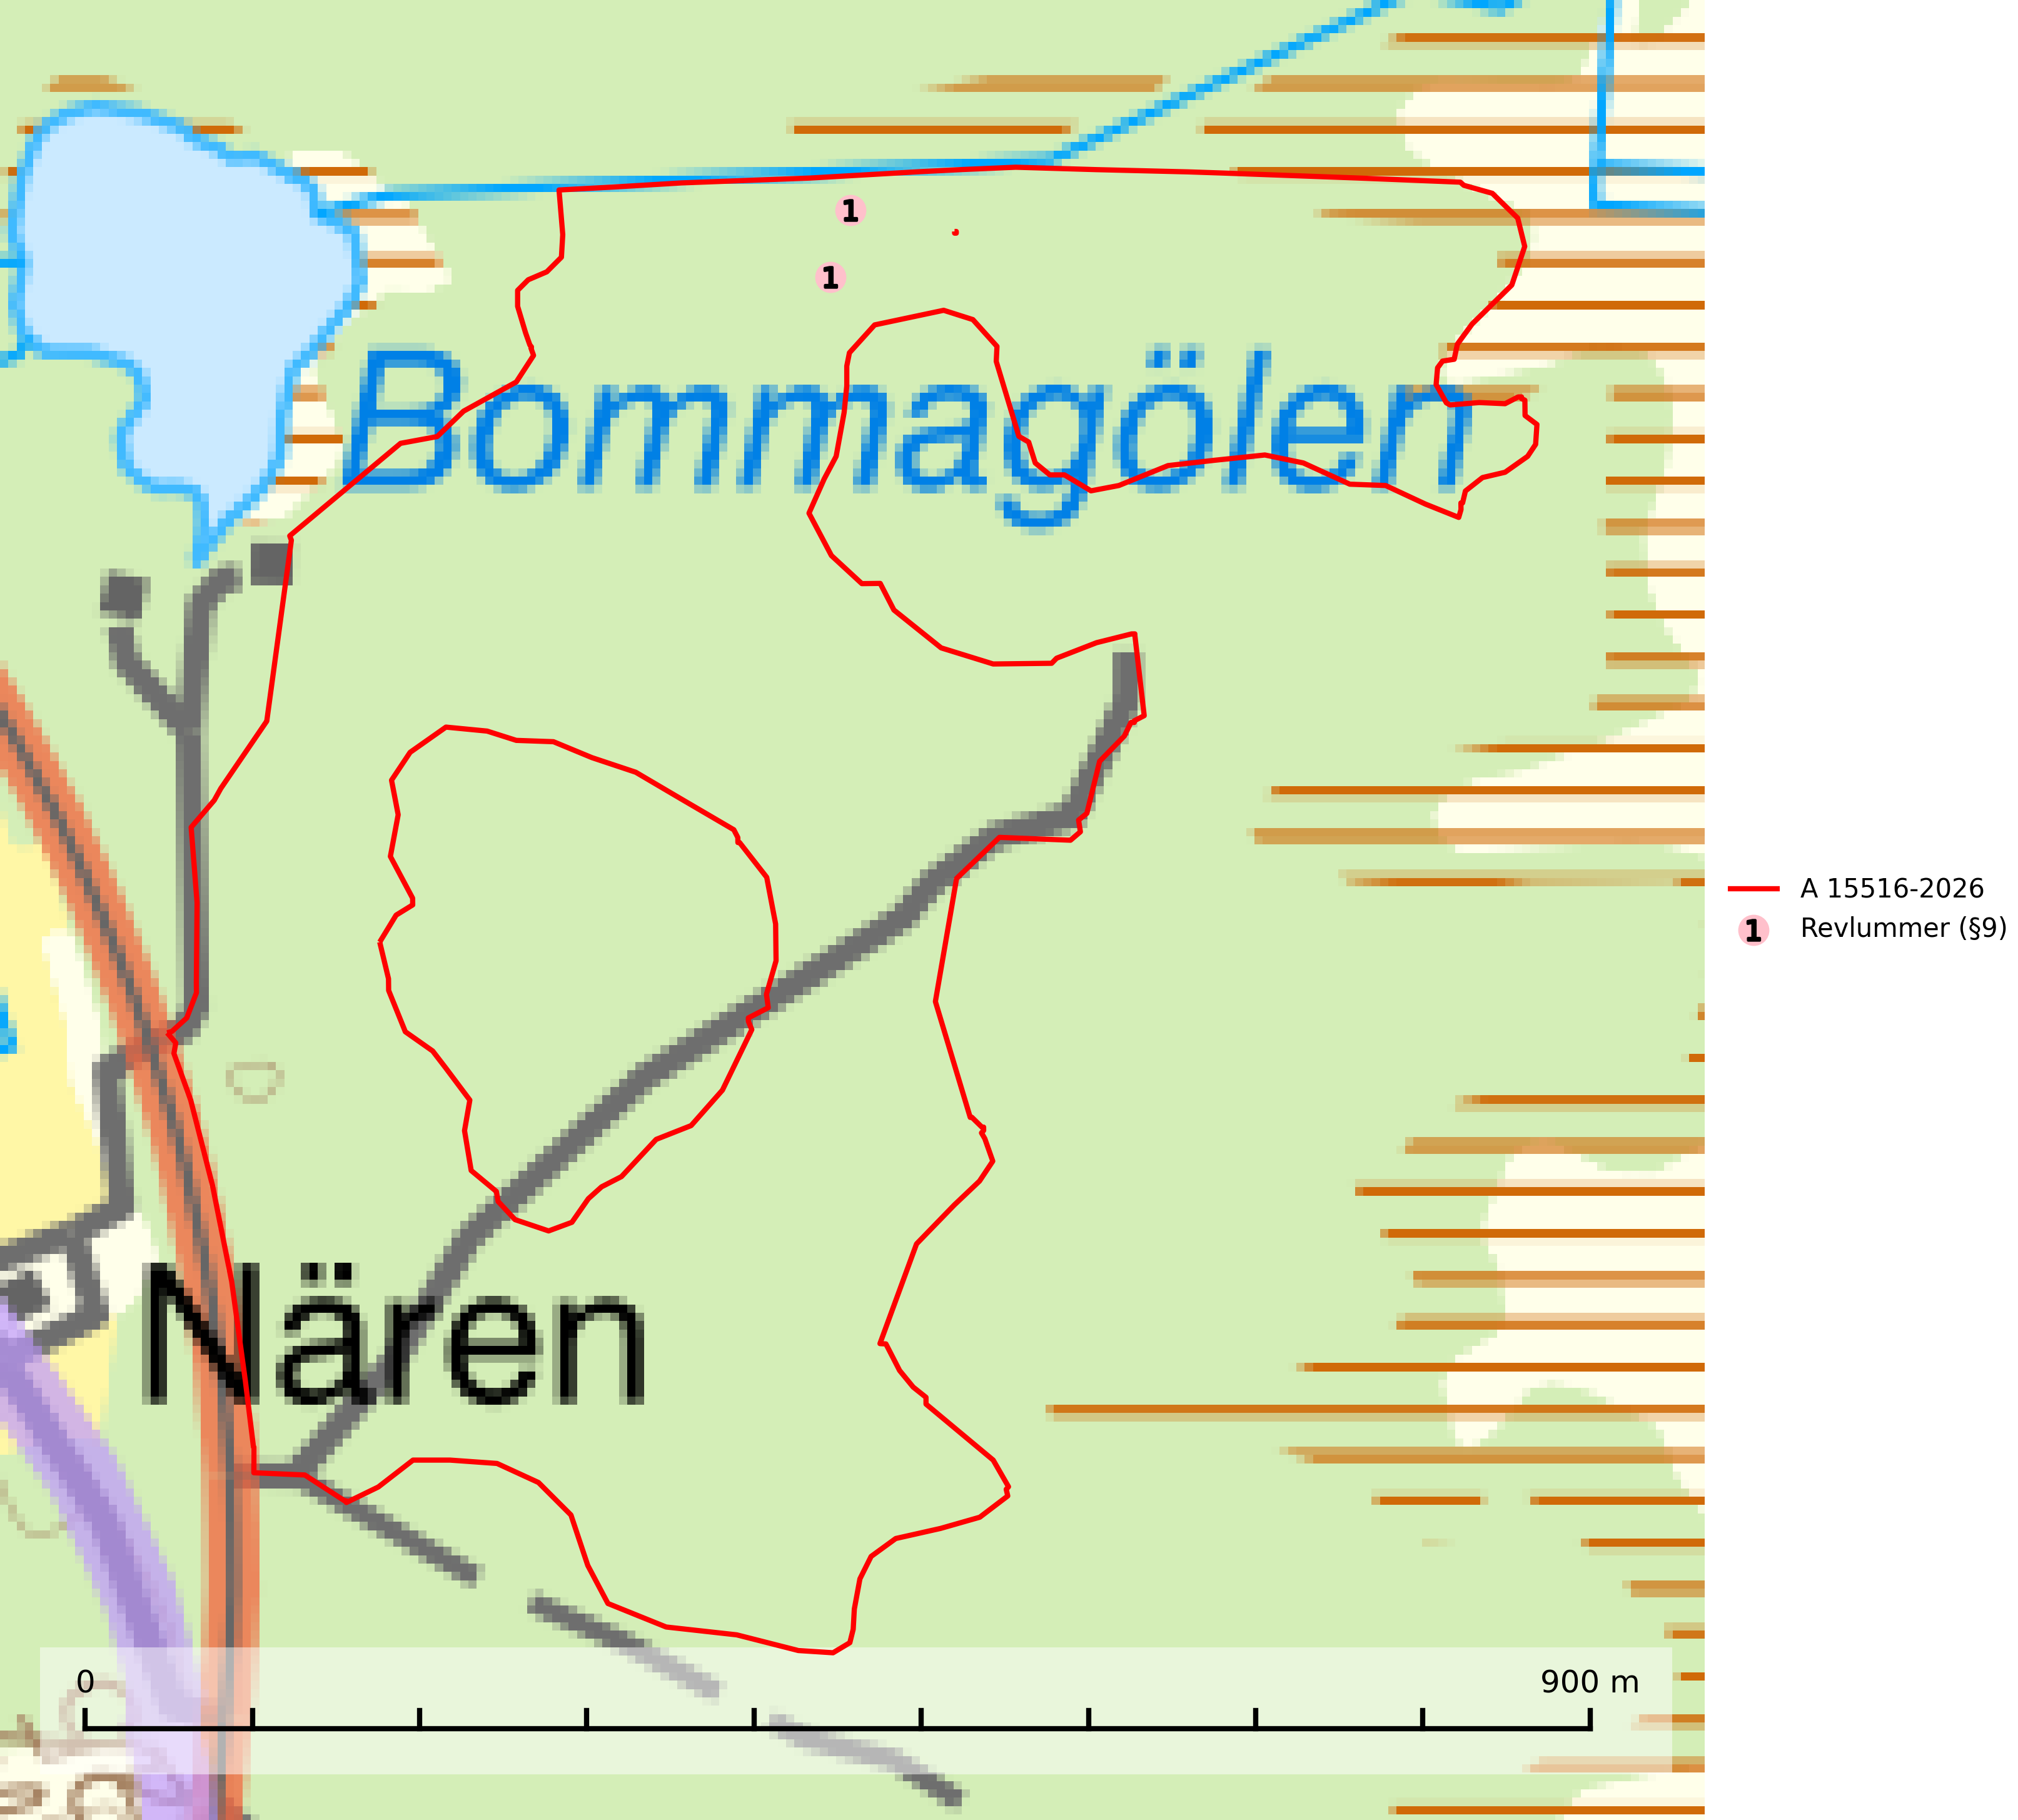 1
1
Bommagölen
Nären
0
900 m
A 15516-2026
1 Revlummer (§9)